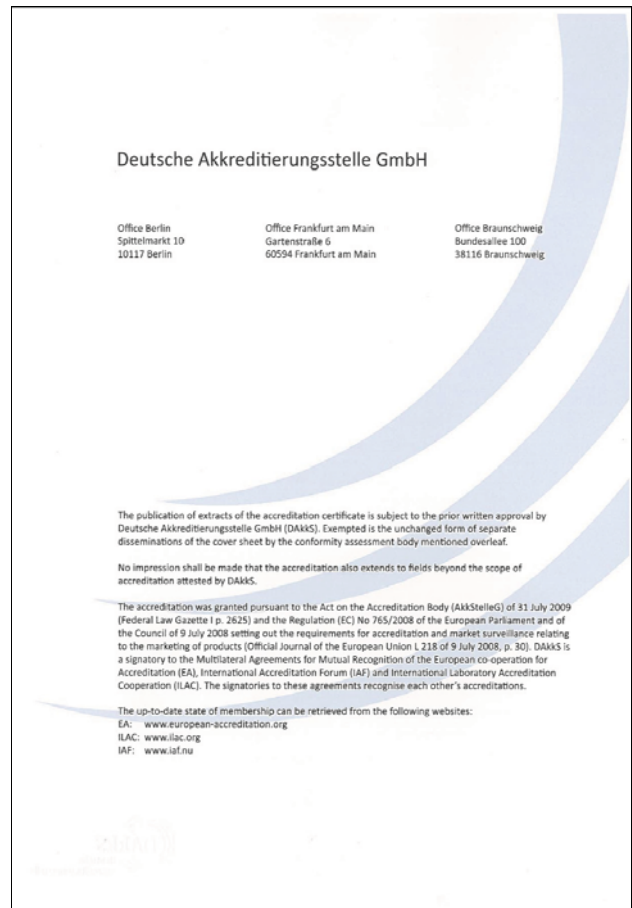 Deutsche Akkreditierungsstelle GmbH
Office Berlin
Spittelmarkt 10
10117 Berlin
Office Frankfurt am Main
Gartenstraße 6
60594 Frankfurt am Main
Office Braunschweig
Bundesallee 100
38116 Braunschweig
The publication of extracts of the accreditation certificate is subject to the prior written approval by
Deutsche Akkreditierungsstelle GmbH (DAkkS). Exempted is the unchanged form of separate
disseminations of the cover sheet by the conformity assessment body mentioned overleaf.
No impression shall be made that the accreditation also extends to fields beyond the scope of
accreditation attested by DAkkS.
The accreditation was granted pursuant to the Act on the Accreditation Body (AkkStelleG) of 31 July 2009
(Federal Law Gazette I p. 2625) and the Regulation (EC) No 765/2008 of the European Parliament and of
the Council of 9 July 2008 setting out the requirements for accreditation and market surveillance relating
to the marketing of products (Official Journal of the European Union L 218 of 9 July 2008, p. 30). DAkkS is
a signatory to the Multilateral Agreements for Mutual Recognition of the European co-operation for
Accreditation (EA), International Accreditation Forum (IAF) and International Laboratory Accreditation
Cooperation (ILAC). The signatories to these agreements recognise each other's accreditations.
The up-to-date state of membership can be retrieved from the following websites:
EA: www.european-accreditation.org
ILAC: www.ilac.org
IAF: www.iaf.nu